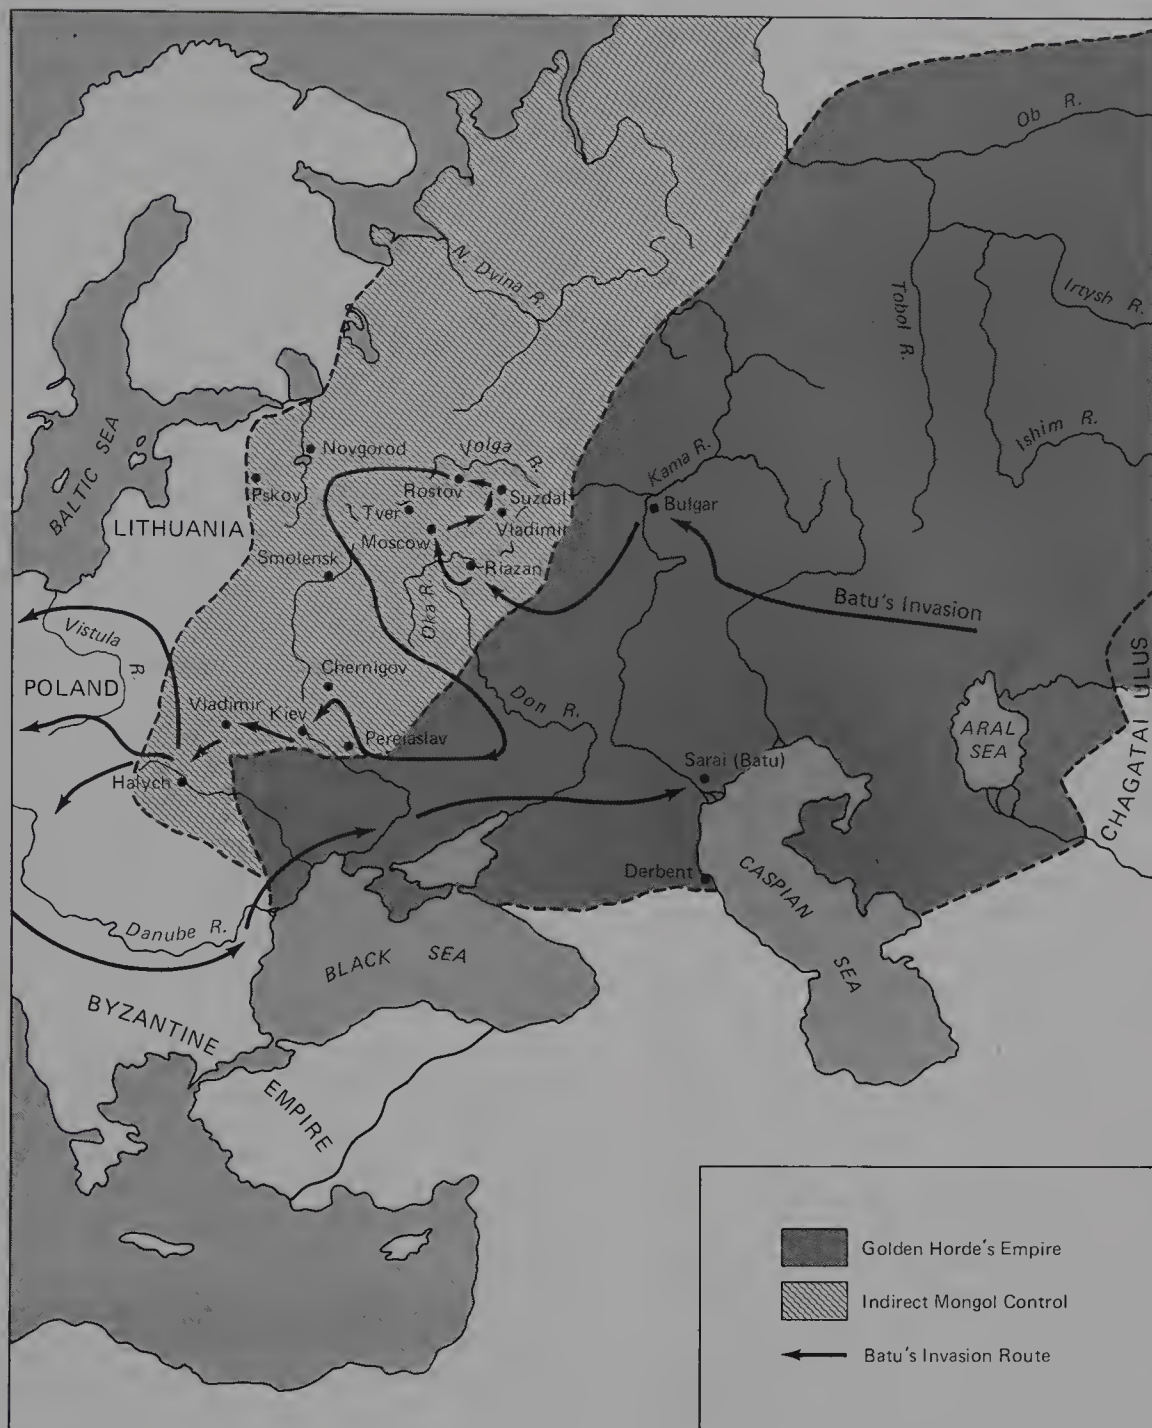 Ob R.
N. Dvina R.
Tobol R.
Irtysh R.
Ishim R.
BALTIC SEA
Novgorod
Volga R.
Kama R.
Pskov
Rostov
Suzdal
Bulgar
LITHUANIA
Tver
Vladimir
Moscow
Smolensk
Riazan
Oka R.
Batu's Invasion
Vistula R.
POLAND
Chernigov
Vladimir
Kiev
Don R.
Pereiaslav
CHAGATAI ULUS
ARAL
SEA
Sarai (Batu)
Halych
Derbent
CASPIAN
SEA
Danube R.
BLACK SEA
BYZANTINE
EMPIRE
Golden Horde's Empire
Indirect Mongol Control
Batu's Invasion Route